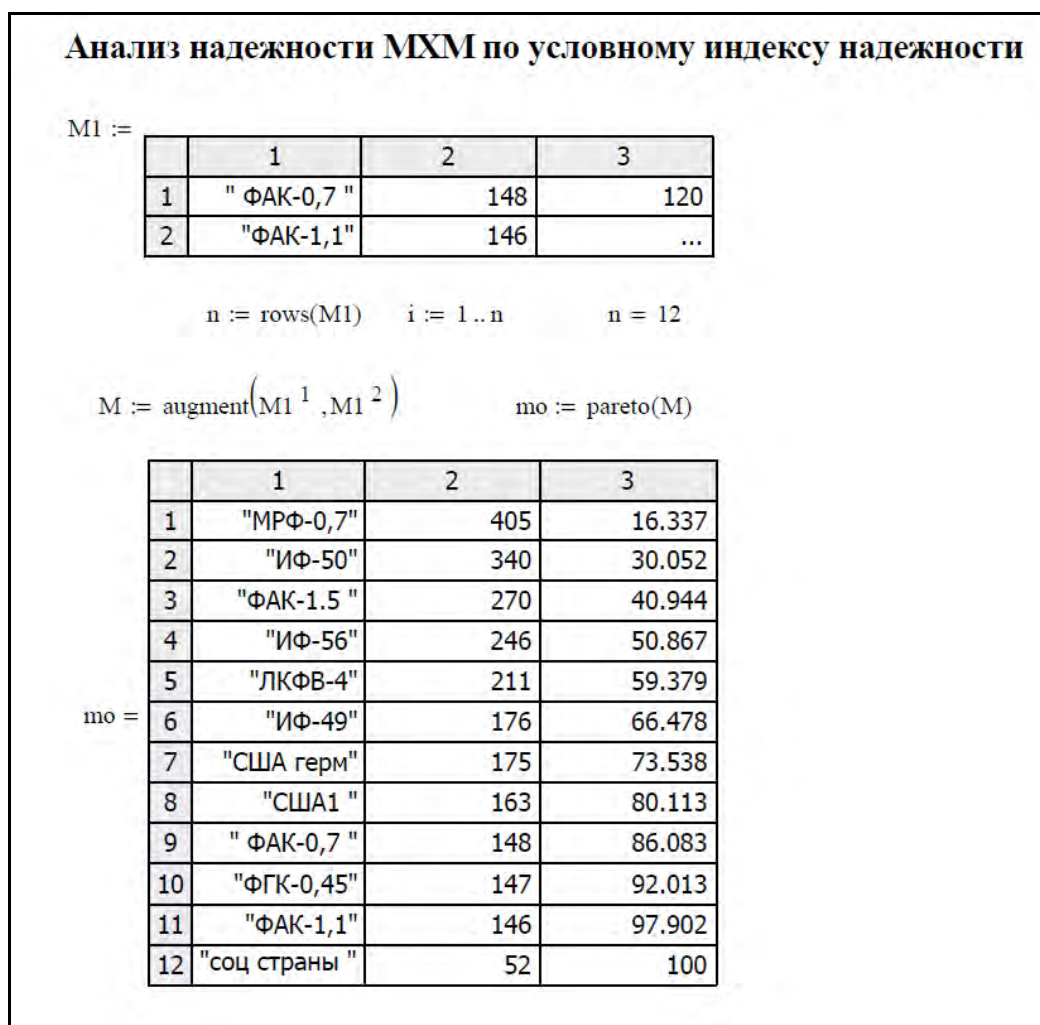 Анализ надежности МХМ по условному индексу надежности
M1 :=
1 2 3
1 " ФАК-0,7 " 148 120
2 "ФАК-1,1" 146 ...
n := rows(M1) i := 1 .. n n = 12
M := augment(M1 1 , M1 2 ) mo := pareto(M)
1 2 3
1 "МРФ-0,7" 405 16.337
2 "ИФ-50" 340 30.052
3 "ФАК-1.5 " 270 40.944
4 "ИФ-56" 246 50.867
5 "ЛКФВ-4" 211 59.379
mo =
6 "ИФ-49" 176 66.478
7 "США герм" 175 73.538
8 "США1 " 163 80.113
9 " ФАК-0,7 " 148 86.083
10 "ФГК-0,45" 147 92.013
11 "ФАК-1,1" 146 97.902
12 "соц страны " 52 100